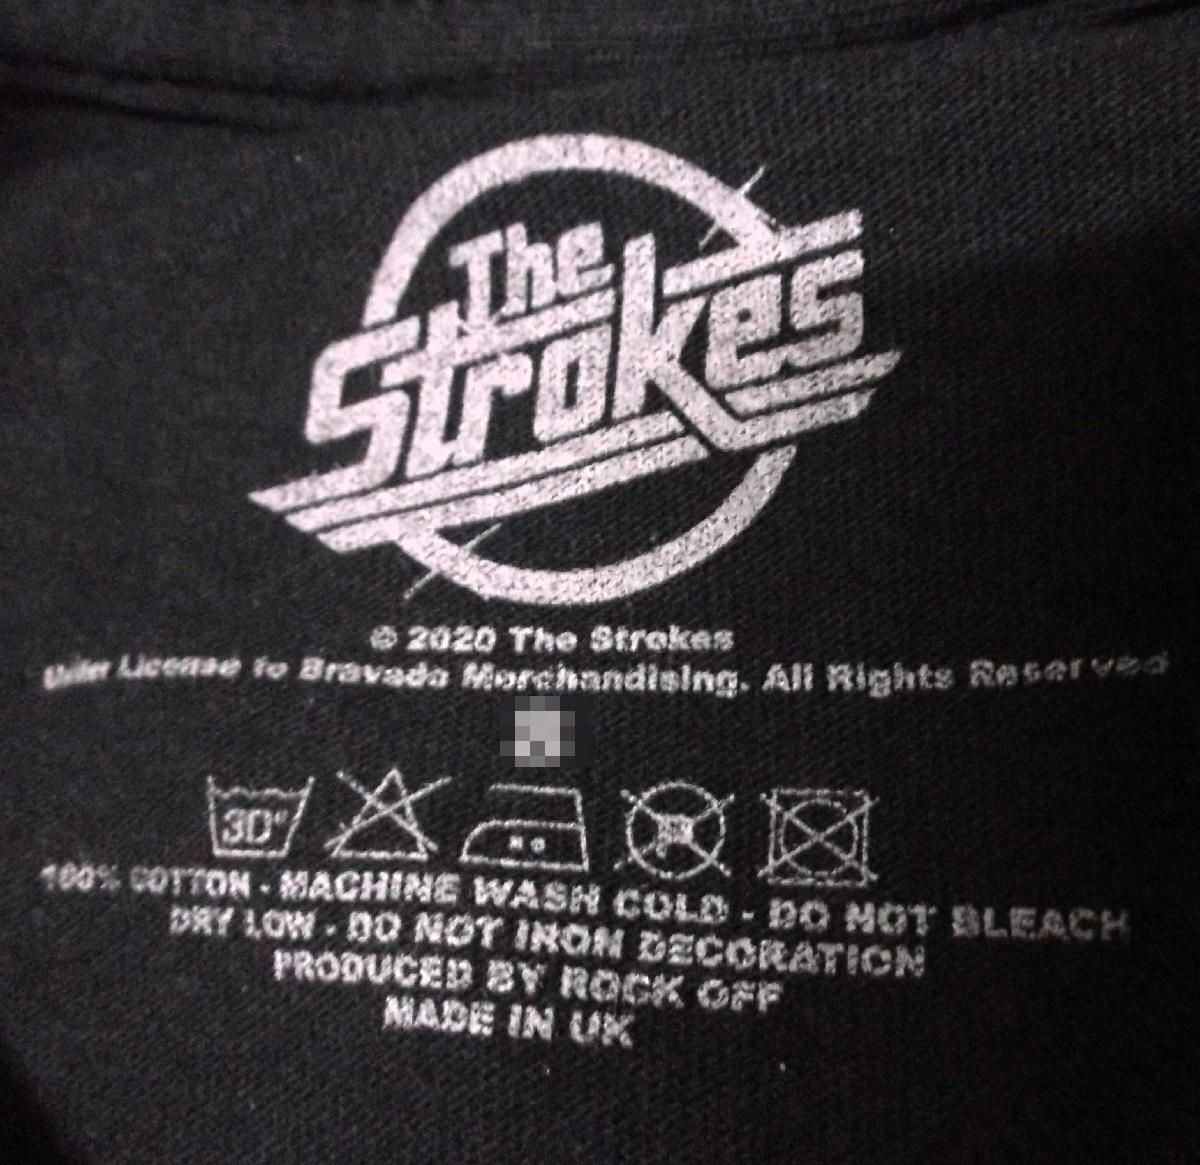 The
Strokes
© 2020 The Strokes
Under License to Bravado Merchandising. All Rights Reserved
30°
P
100% COTTON - MACHINE WASH COLD - DO NOT BLEACH
DRY LOW - DO NOT IRON DECORATION
PRODUCED BY ROCK OFF
MADE IN UK